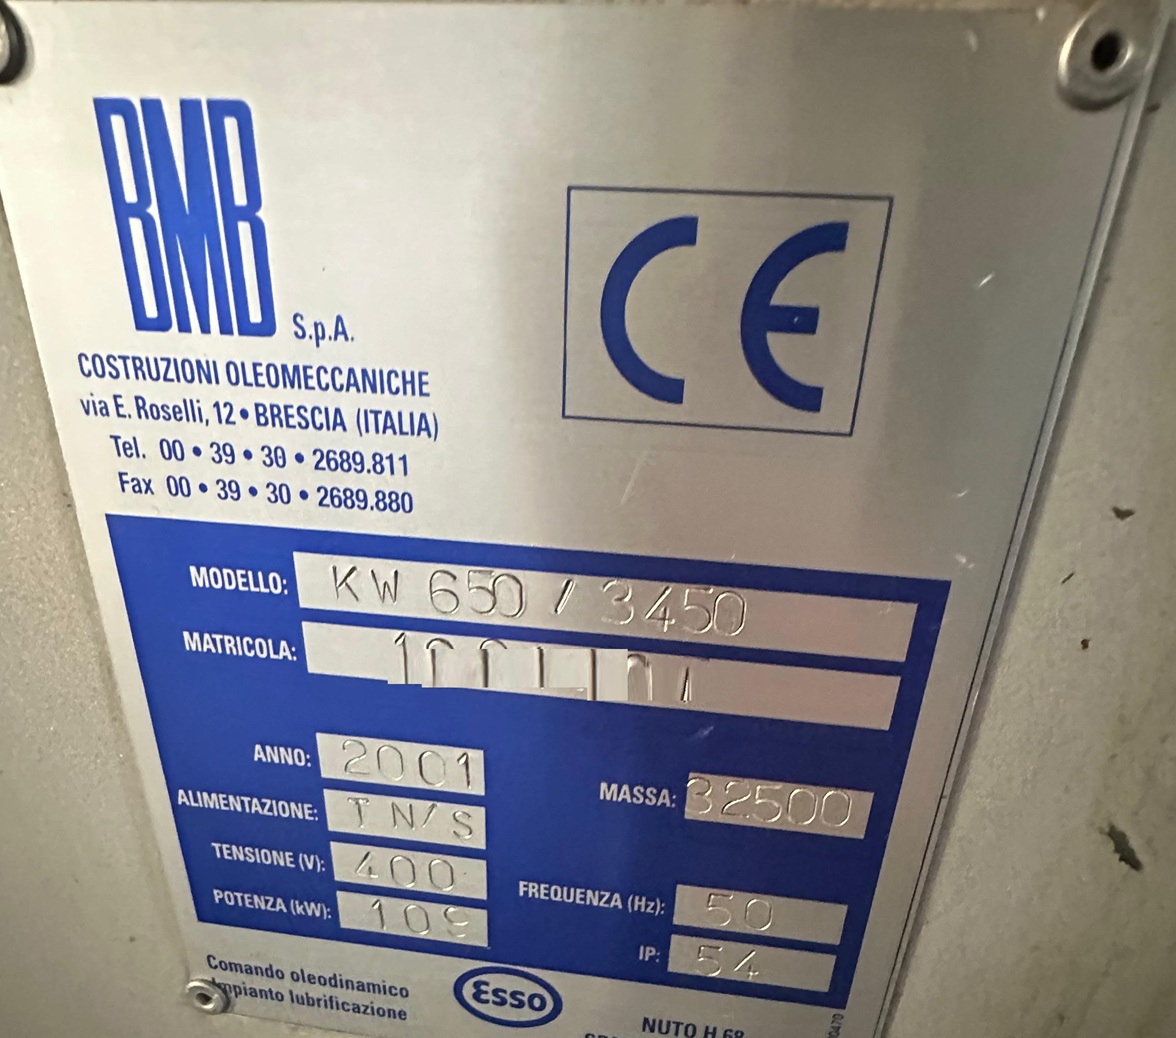 BMB S.p.A.
CE
COSTRUZIONI OLEOMECCANICHE
via E. Roselli, 12 • BRESCIA (ITALIA)
Tel. 00 • 39 • 30 • 2689.811
Fax 00 • 39 • 30 • 2689.880
MODELLO: KW 650 / 3450
MATRICOLA:
ANNO: 2001
MASSA: 32500
ALIMENTAZIONE: T N/S
TENSIONE (V): 400
FREQUENZA (Hz): 50
POTENZA (kW): 109
IP: 54
Comando oleodinamico
Impianto lubrificazione
Esso
NUTO H 68